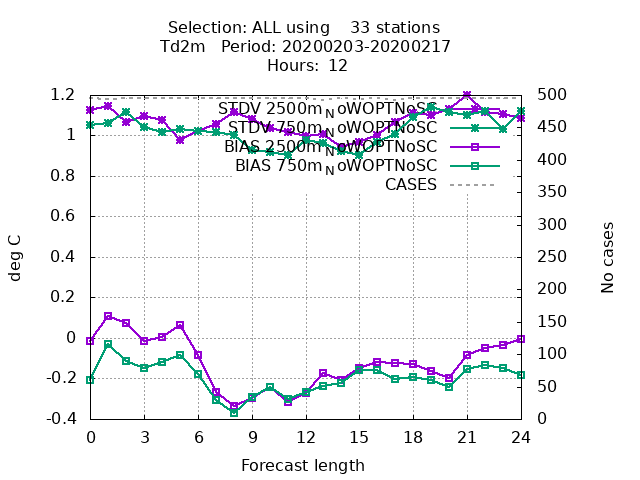 Selection: ALL using 33 stations
Td2m Period: 20200203-20200217
Hours: 12
1.2
1
0.8
0.6
0.4
0.2
0
-0.2
-0.4
deg C
500
450
400
350
300
250
200
150
100
50
0
No cases
STDV 2500m_NoWOPTNoSC
STDV 750m_NoWOPTNoSC
BIAS 2500m_NoWOPTNoSC
BIAS 750m_NoWOPTNoSC
CASES
0 3 6 9 12 15 18 21 24
Forecast length